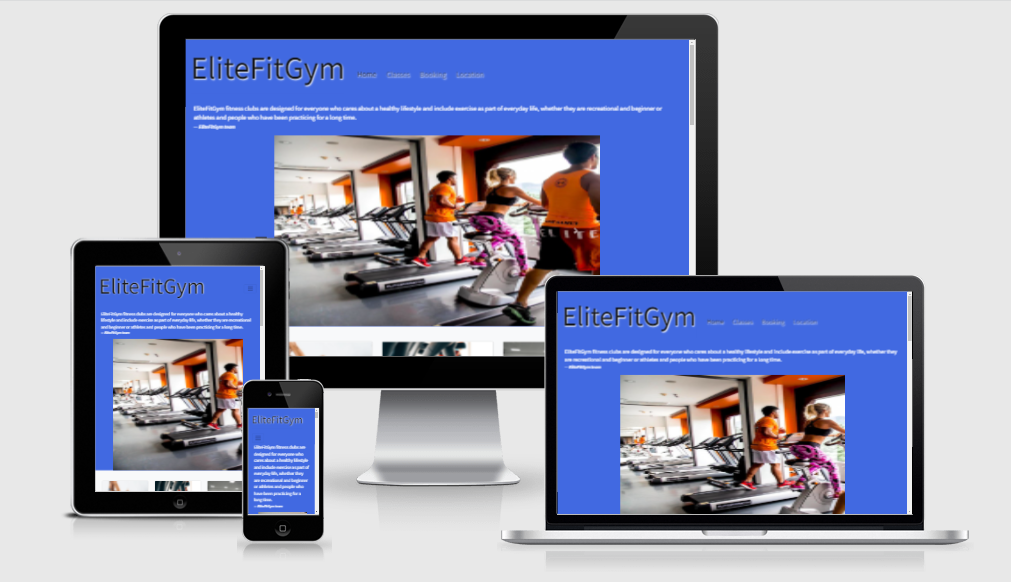 EliteFitGym Home Classes Booking Location
EliteFitGym fitness clubs are designed for everyone who cares about a healthy lifestyle and include exercise as part of everyday life, whether they are recreational and beginner or
athletes and people who have been practicing for a long time.
— EliteFitGym team
ELITE
EliteFitGym
EliteFitGym fitness clubs are designed for everyone who cares about a healthy
lifestyle and include exercise as part of everyday life, whether they are recreational
and beginner or athletes and people who have been practicing for a long time.
— EliteFitGym team
EliteFitGym
EliteFitGym fitness clubs are
designed for everyone who
cares about a healthy lifestyle
and include exercise as part of
everyday life, whether they
are recreational and beginner
or athletes and people who
have been practicing for a
long time.
— EliteFitGym team
EliteFitGym Home Classes Booking Location
EliteFitGym fitness clubs are designed for everyone who cares about a healthy lifestyle and include exercise as part of everyday life, whether they
are recreational and beginner or athletes and people who have been practicing for a long time.
— EliteFitGym team